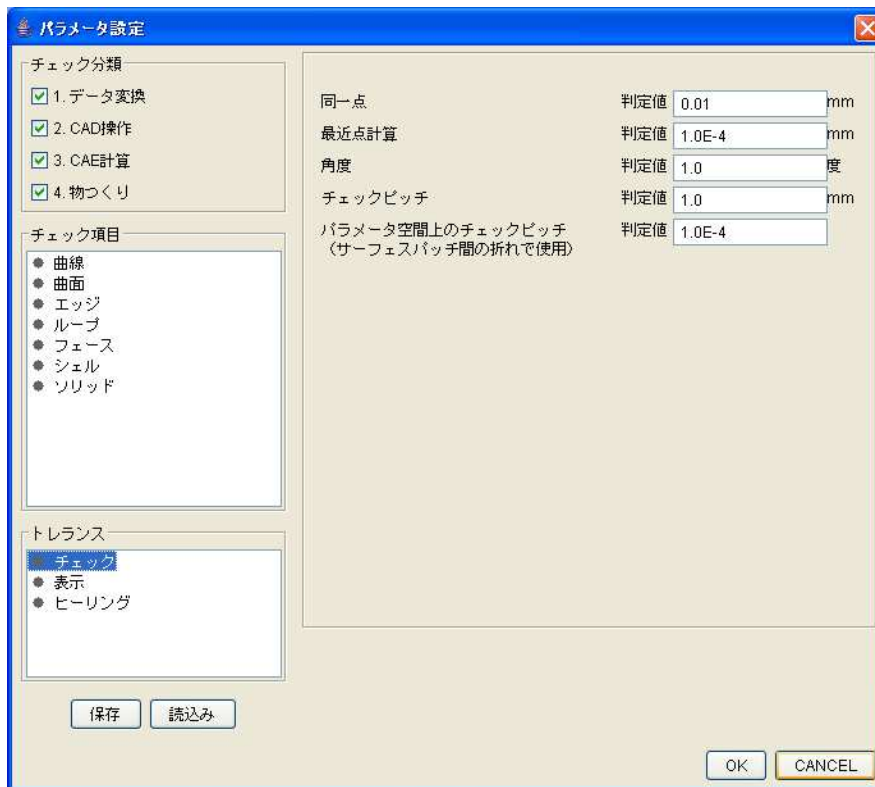 パラメータ設定
チェック分類
1. データ変換
2. CAD操作
3. CAE計算
4. 物つくり
チェック項目
曲線
曲面
エッジ
ループ
フェース
シェル
ソリッド
トレランス
チェック
表示
ヒーリング
保存 読込み
同一点 判定値 0.01 mm
最近点計算 判定値 1.0E-4 mm
角度 判定値 1.0 度
チェックピッチ 判定値 1.0 mm
パラメータ空間上のチェックピッチ 判定値 1.0E-4
（サーフェスパッチ間の折れで使用）
OK CANCEL